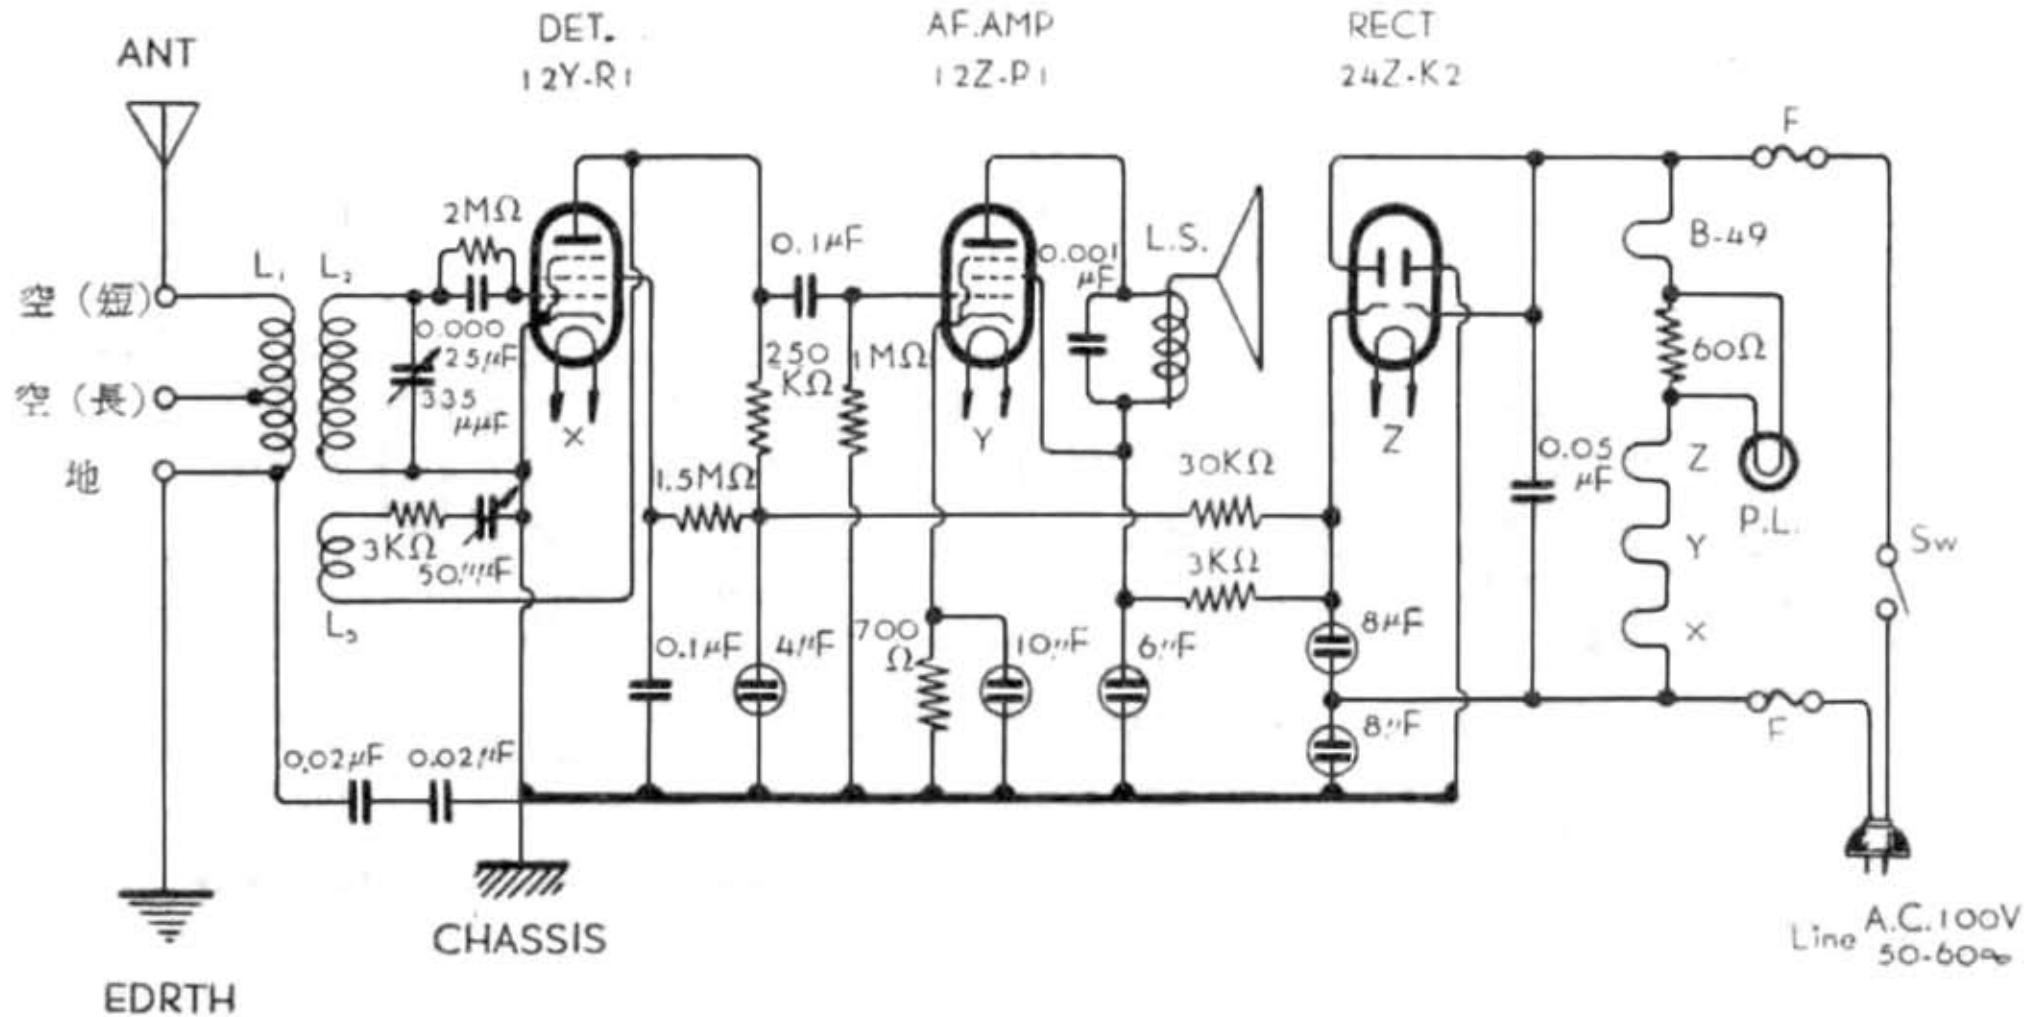 DET.
12Y-R1
AF.AMP
12Z-P1
RECT
24Z-K2
ANT
F
2MΩ
0.1μF
0.001
μF
L.S.
B-49
L₁
L₂
空(短)
0.000
25μF
250
KΩ
1MΩ
60Ω
空(長)
335
μμF
X
Y
Z
地
1.5MΩ
30KΩ
0.05
μF
Z
P.L.
3KΩ
50μμF
3KΩ
Y
Sw
L₃
0.1μF
4μF
700
Ω
10μF
6μF
8μF
X
8μF
F
0.02μF
0.02μF
CHASSIS
EDRTH
Line
A.C.100V
50-60∞